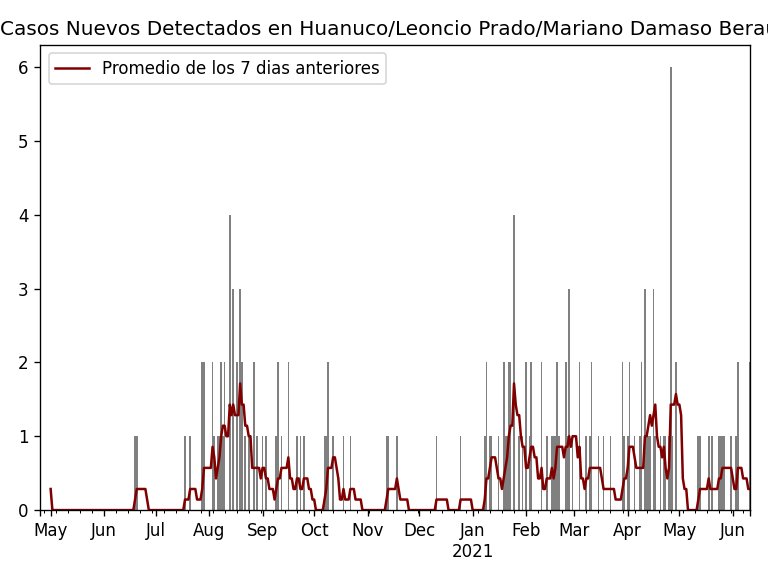 Casos Nuevos Detectados en Huanuco/Leoncio Prado/Mariano Damaso
Promedio de los 7 dias anteriores
6
5
4
3
2
1
0
May Jun Jul Aug Sep Oct Nov Dec Jan Feb Mar Apr May Jun
2021